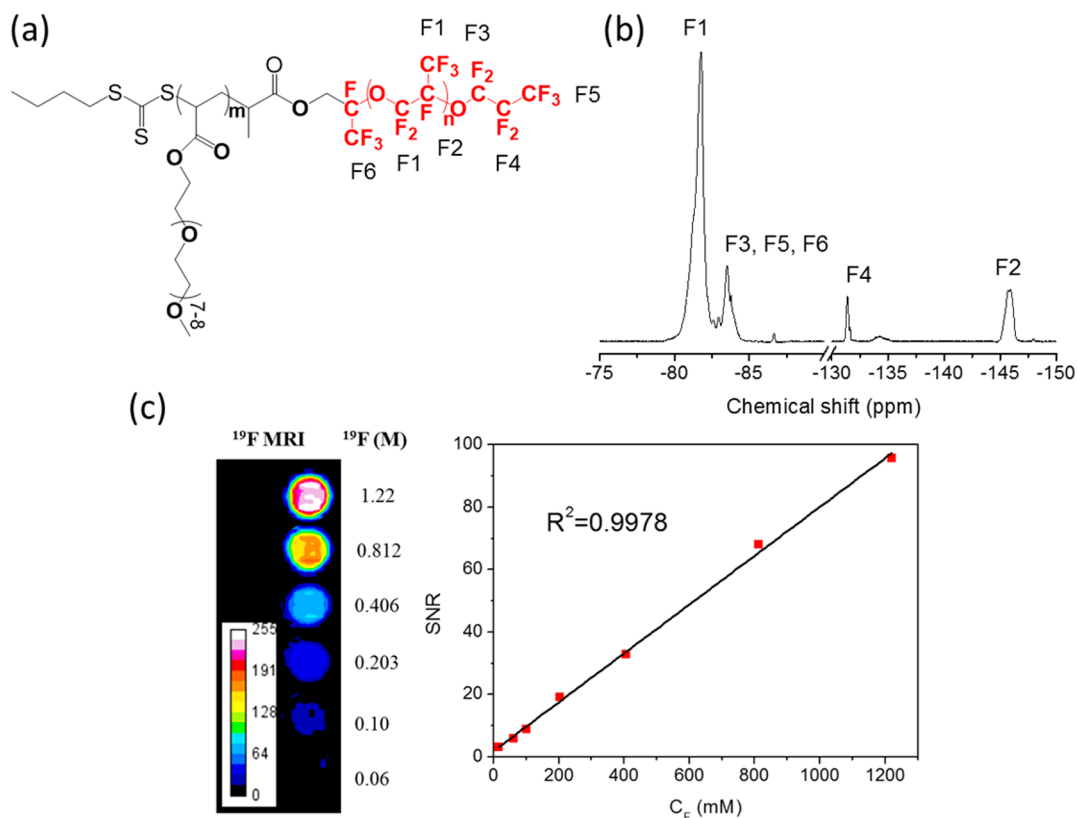 (a)
F1 F3
O F CF3 F2
S S m O F O CF3 O CF3 F5
S O O CF3 F2 F n F2
F6 F1 F2 F4
O
O
7-8
(b)
F1
F3, F5, F6
F4
F2
-75 -80 -85 -130 -135 -140 -145 -150
Chemical shift (ppm)
(c)
19F MRI 19F (M)
1.22
0.812
0.406
0.203
0.10
0.06
255
191
128
64
0
100
80
60
40
20
0
SNR
R2=0.9978
0 200 400 600 800 1000 1200
CF (mM)